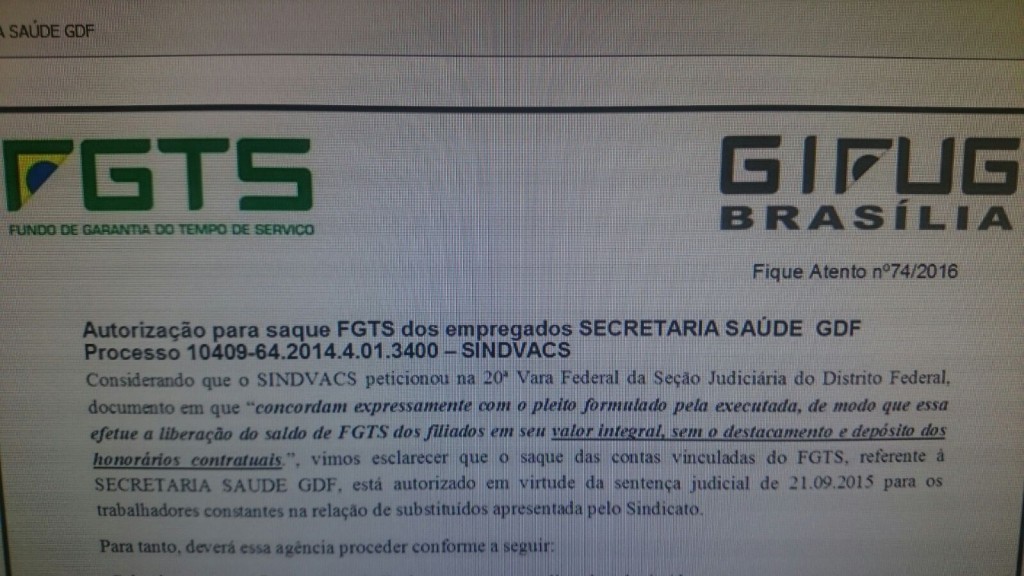 A SAÚDE GDF
FGTS
FUNDO DE GARANTIA DO TEMPO DE SERVIÇO
GIFUG
BRASÍLIA
Fique Atento nº74/2016
Autorização para saque FGTS dos empregados SECRETARIA SAÚDE GDF
Processo 10409-64.2014.4.01.3400 – SINDVACS
Considerando que o SINDVACS peticionou na 20ª Vara Federal da Seção Judiciária do Distrito Federal,
documento em que “concordam expressamente com o pleito formulado pela executada, de modo que essa
efetue a liberação do saldo de FGTS dos filiados em seu valor integral, sem o destacamento e depósito dos
honorários contratuais.”, vimos esclarecer que o saque das contas vinculadas do FGTS, referente à
SECRETARIA SAUDE GDF, está autorizado em virtude da sentença judicial de 21.09.2015 para os
trabalhadores constantes na relação de substituídos apresentada pelo Sindicato.
Para tanto, deverá essa agência proceder conforme a seguir: